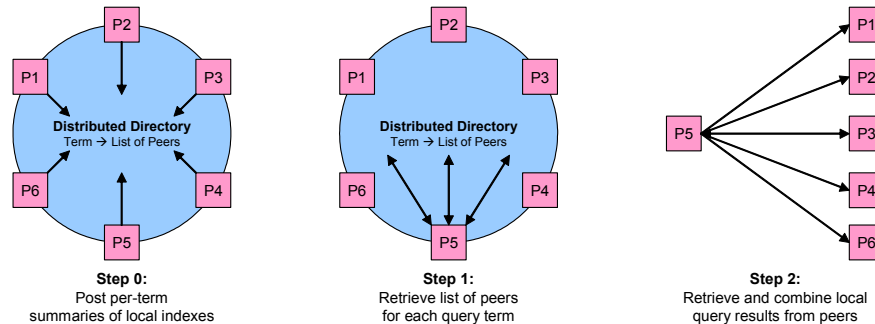 P2
P1
P3
Distributed Directory
Term → List of Peers
P6
P4
P5
Step 0:
Post per-term
summaries of local indexes
P2
P1
P3
Distributed Directory
Term → List of Peers
P6
P4
P5
Step 1:
Retrieve list of peers
for each query term
P1
P2
P5
P3
P4
P6
Step 2:
Retrieve and combine local
query results from peers